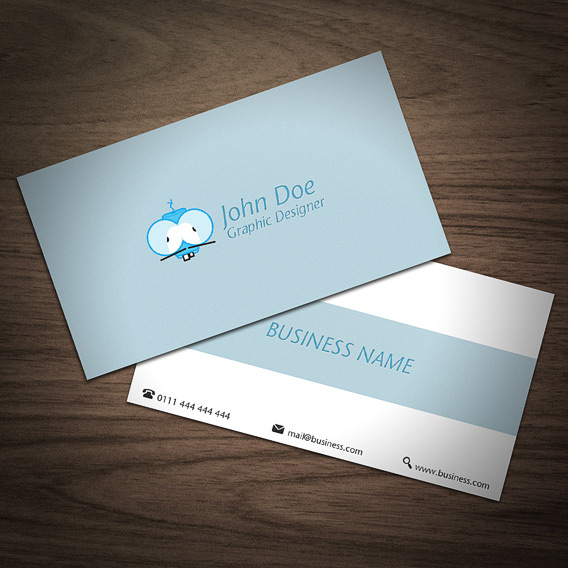 John Doe
Graphic Designer
BUSINESS NAME
0111 444 444 444
mail@business.com
www.business.com